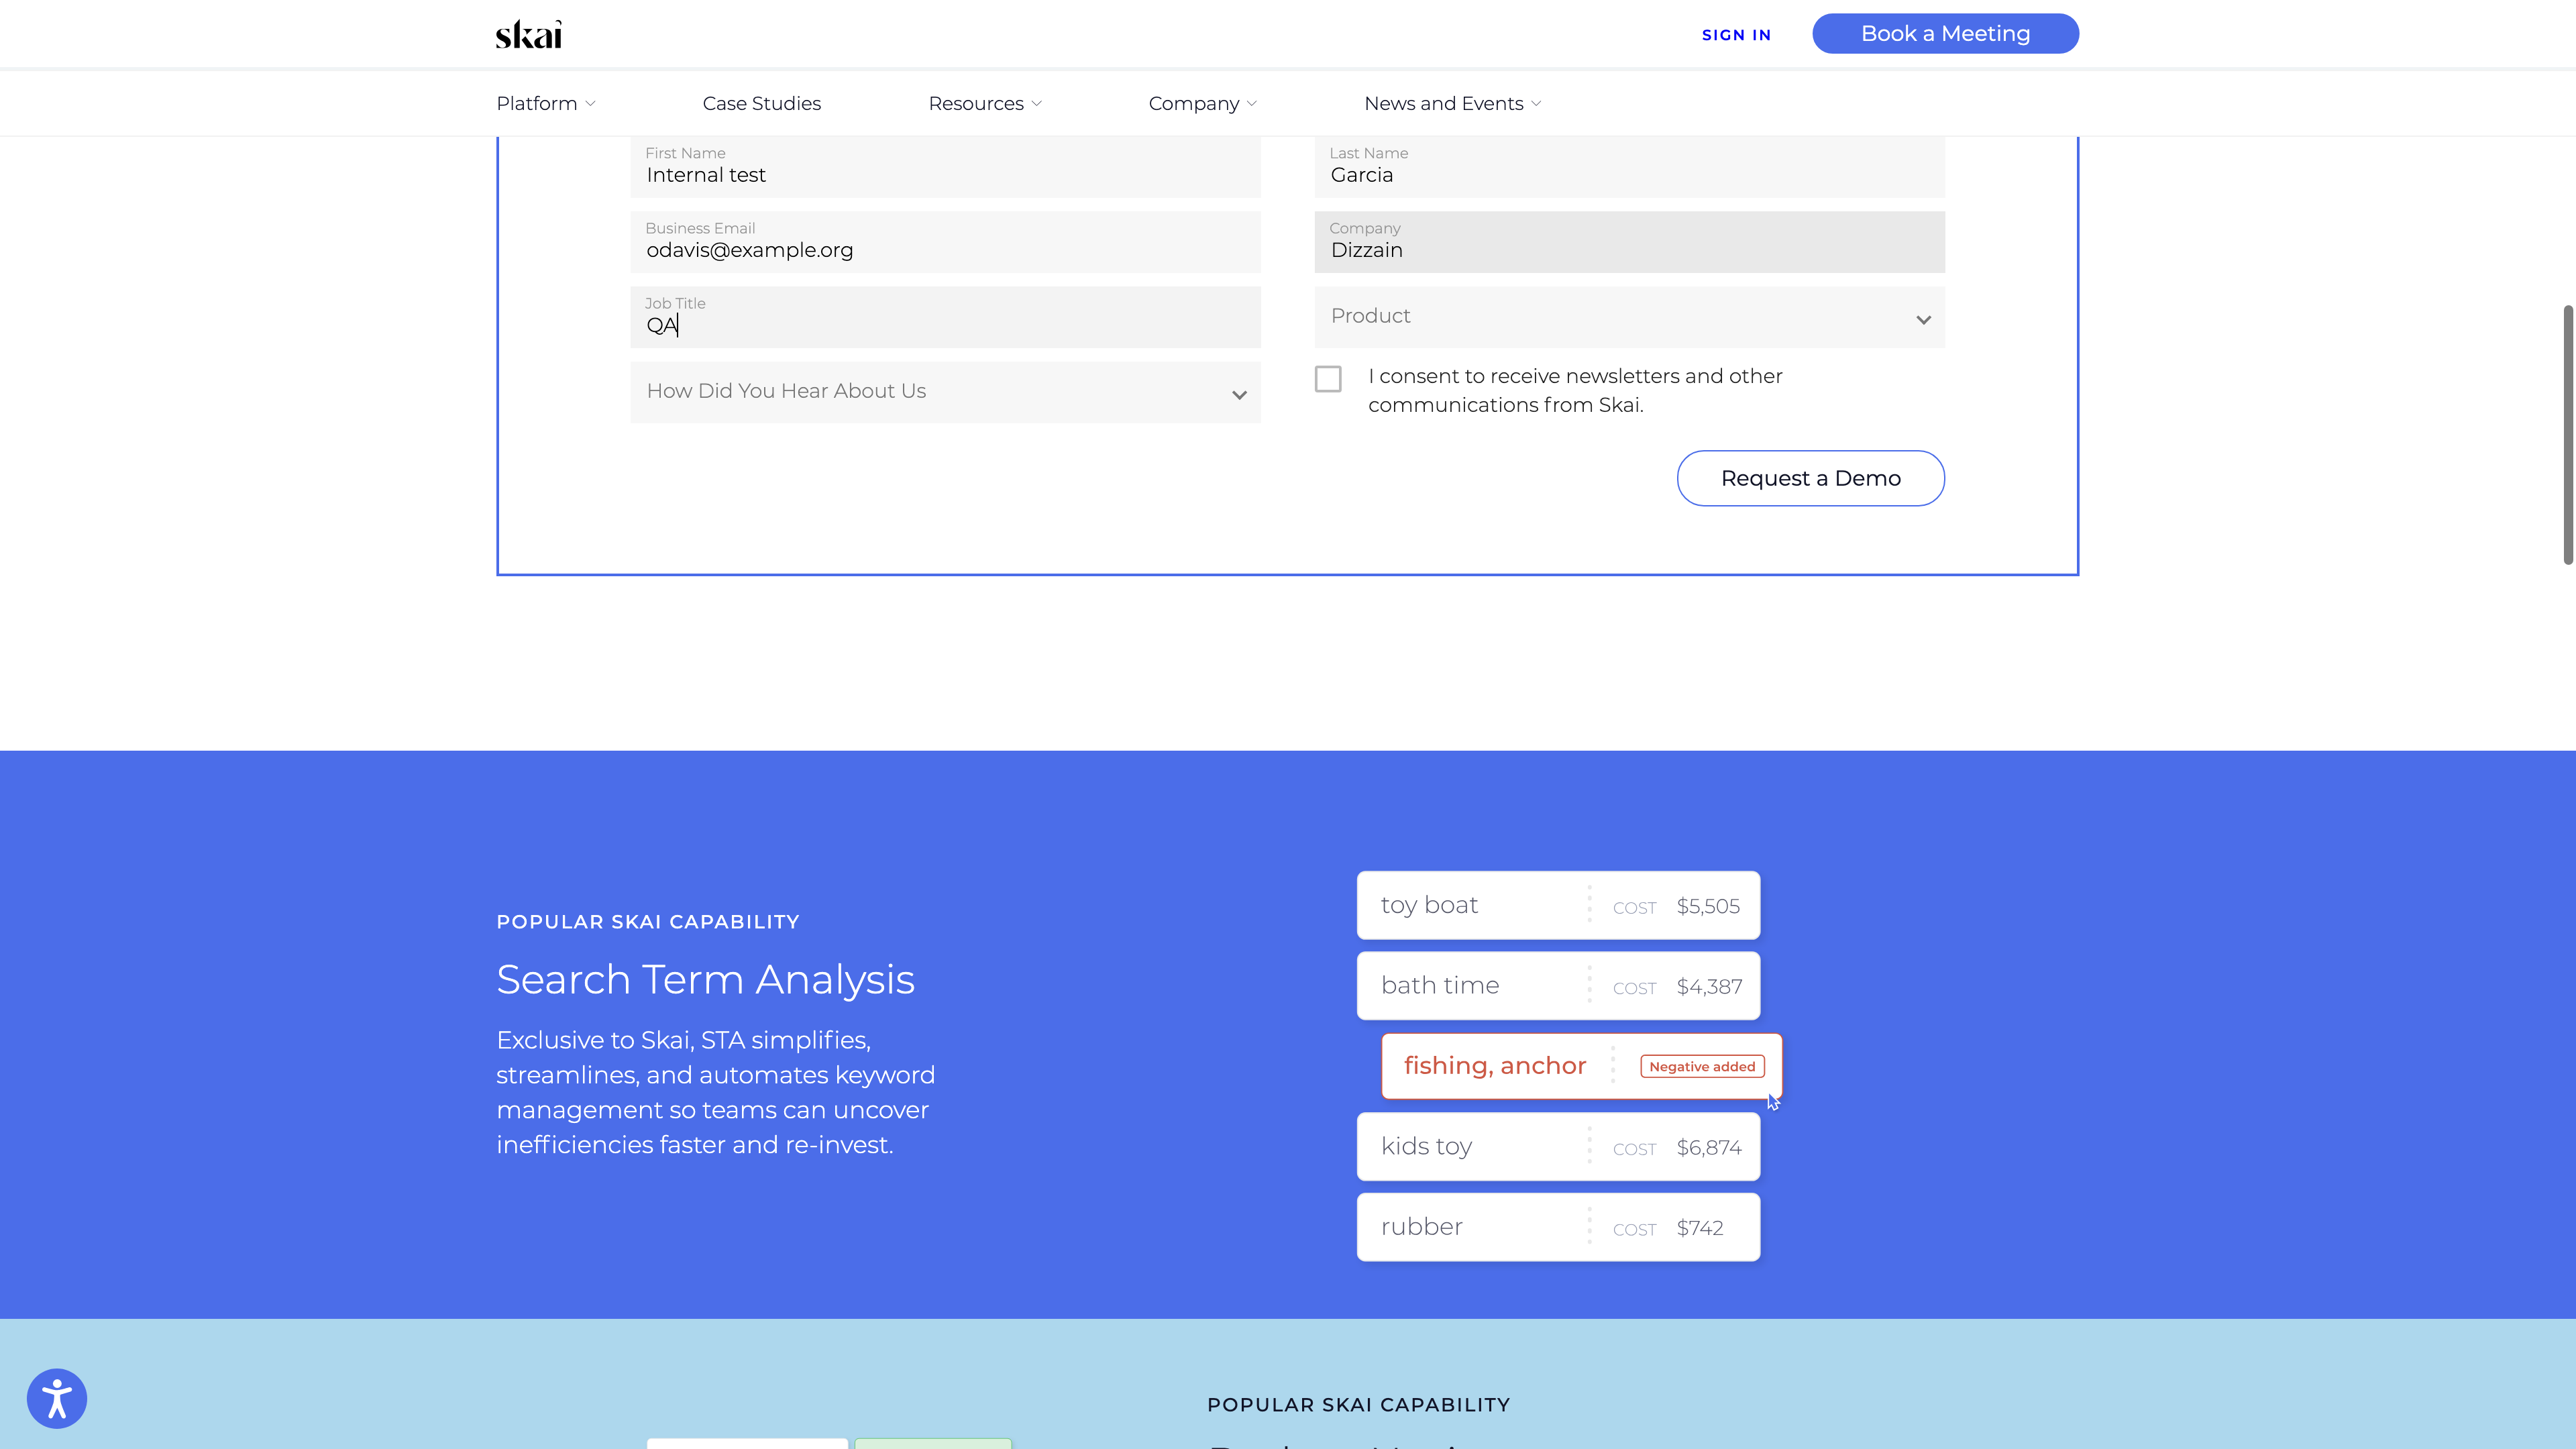 skai
SIGN IN
Book a Meeting
Platform
Case Studies
Resources
Company
News and Events
First Name
Internal test
Last Name
Garcia
Business Email
odavis@example.org
Company
Dizzain
Job Title
QA
Product
How Did You Hear About Us
I consent to receive newsletters and other
communications from Skai.
Request a Demo
POPULAR SKAI CAPABILITY
Search Term Analysis
Exclusive to Skai, STA simplifies,
streamlines, and automates keyword
management so teams can uncover
inefficiencies faster and re-invest.
toy boat COST $5,505
bath time COST $4,387
fishing, anchor Negative added
kids toy COST $6,874
rubber COST $742
POPULAR SKAI CAPABILITY